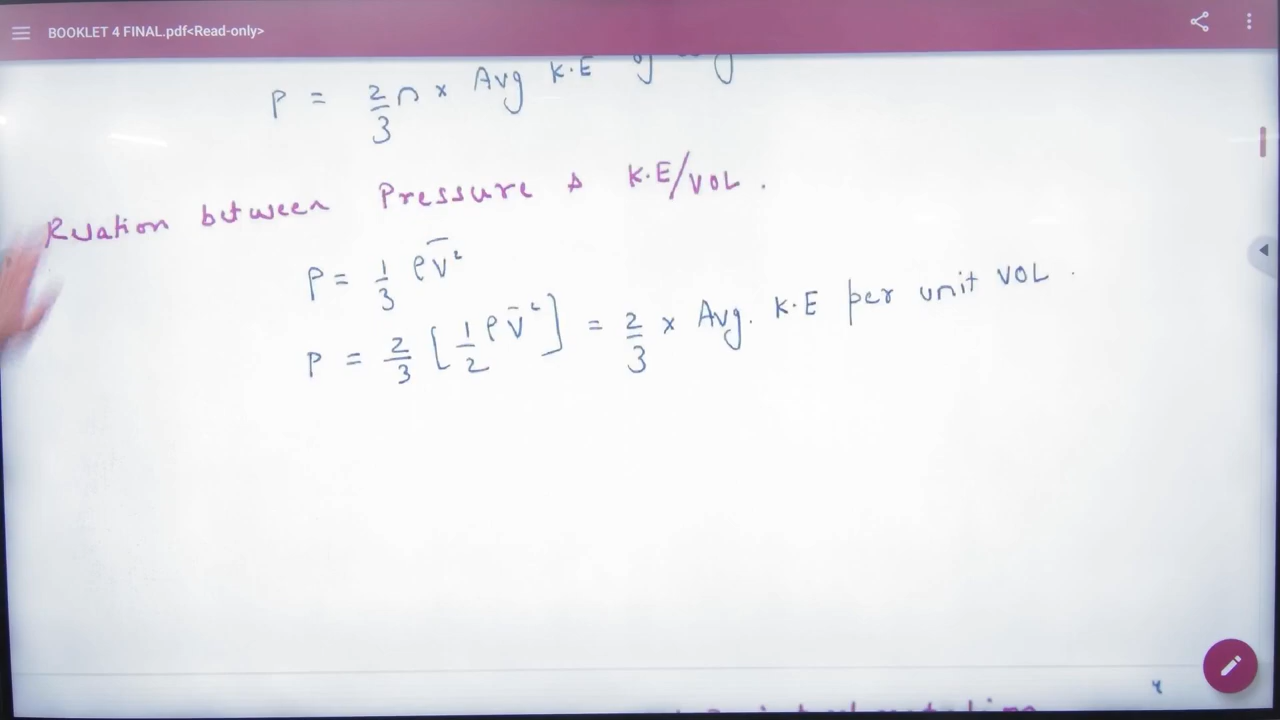 BOOKLET 4 FINAL.pdf<Read-only>
P = 2/3 n × Avg K.E of
Relation between Pressure & K.E/VOL.
P = 1/3 ρv̅²
P = 2/3 [1/2 ρv̅²] = 2/3 × Avg. K.E per unit VOL.